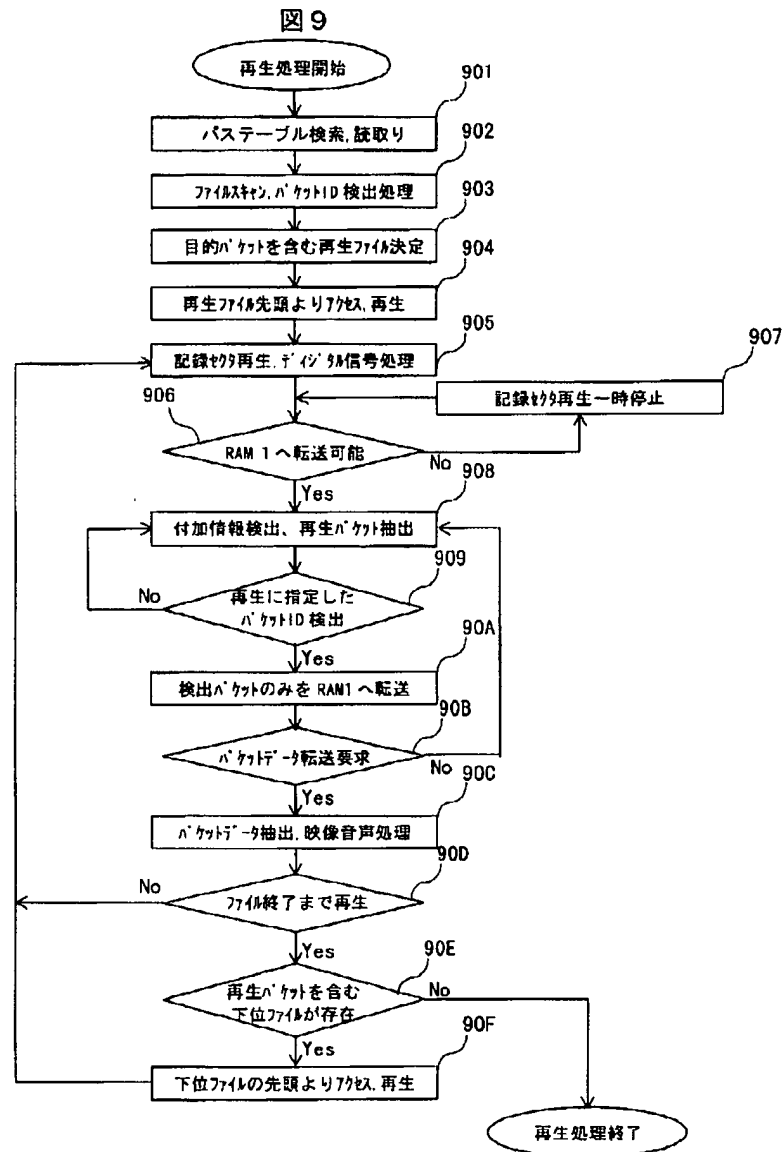 図9
再生処理開始
901
パステーブル検索,読取り
902
ファイルスキャン,パケットID検出処理
903
目的パケットを含む再生ファイル決定
904
再生ファイル先頭よりアクセス,再生
905
記録セクタ再生,ディジタル信号処理
907
記録セクタ再生一時停止
906
RAM 1へ転送可能
No
Yes
908
付加情報検出、再生パケット抽出
909
再生に指定した
パケットID検出
No
Yes
90A
検出パケットのみをRAM1へ転送
90B
パケットデータ転送要求
No
Yes
90C
パケットデータ抽出,映像音声処理
90D
ファイル終了まで再生
No
Yes
90E
再生パケットを含む
下位ファイルが存在
No
Yes
90F
下位ファイルの先頭よりアクセス,再生
再生処理終了